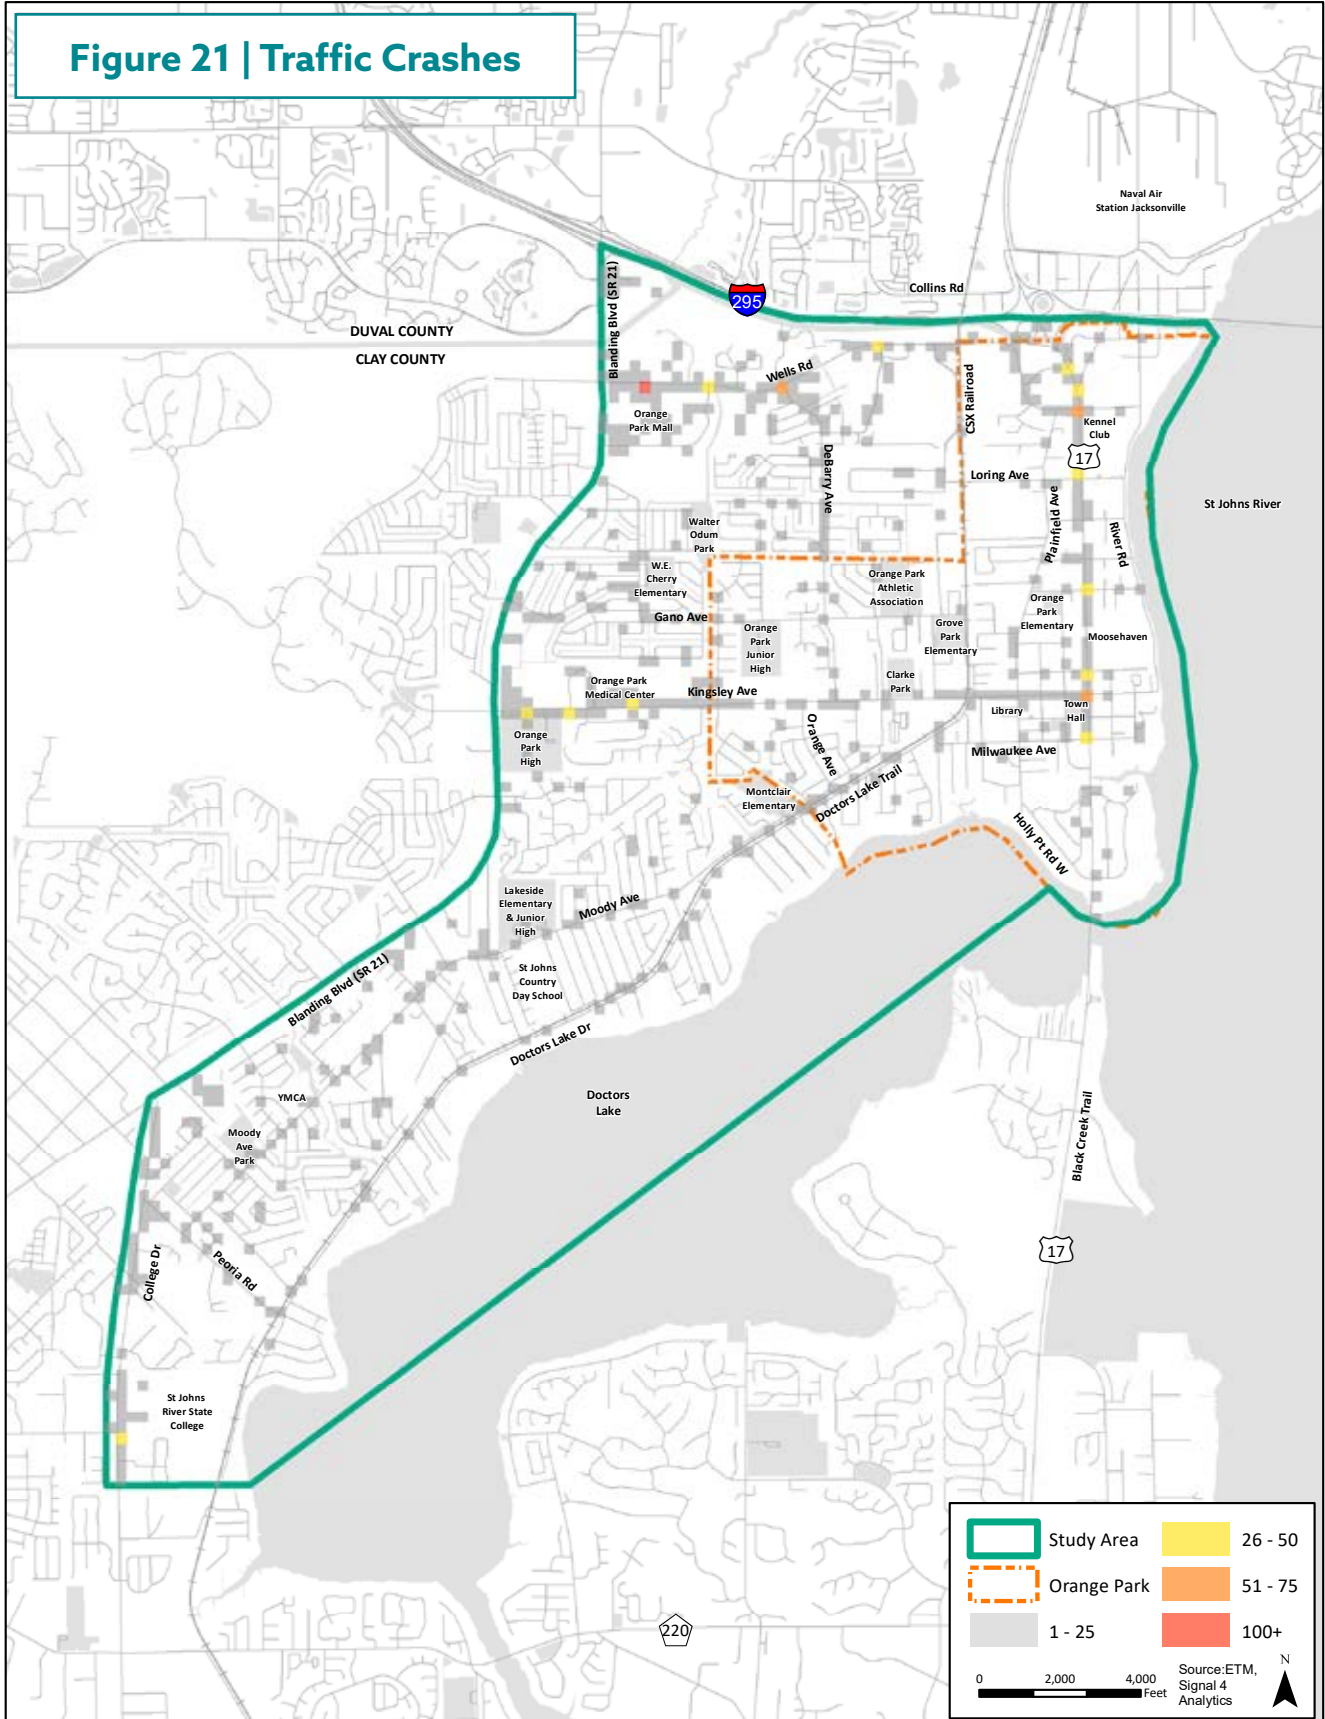 Figure 21 | Traffic Crashes
Naval Air
Station Jacksonville
Collins Rd
295
Blanding Blvd (SR 21)
DUVAL COUNTY
CLAY COUNTY
Wells Rd
CSX Railroad
Orange
Park Mall
Kennel
Club
17
DeBarry Ave
Loring Ave
Plainfield Ave
River Rd
St Johns River
Walter
Odum
Park
W.E.
Cherry
Elementary
Orange Park
Athletic
Association
Orange
Park
Elementary
Gano Ave
Orange
Park
Junior
High
Grove
Park
Elementary
Moosehaven
Orange Park
Medical Center
Kingsley Ave
Clarke
Park
Library
Town
Hall
Orange
Park
High
Orange Ave
Milwaukee Ave
Doctors Lake Trail
Montclair
Elementary
Holly Pt Rd W
Lakeside
Elementary
& Junior
High
Moody Ave
St Johns
Country
Day School
Blanding Blvd (SR 21)
Doctors Lake Dr
YMCA
Doctors
Lake
Moody
Ave
Park
Black Creek Trail
17
College Dr
Peoria Rd
St Johns
River State
College
220
Study Area
26 - 50
Orange Park
51 - 75
1 - 25
100+
0
2,000
4,000
Feet
Source:ETM,
Signal 4
Analytics
N